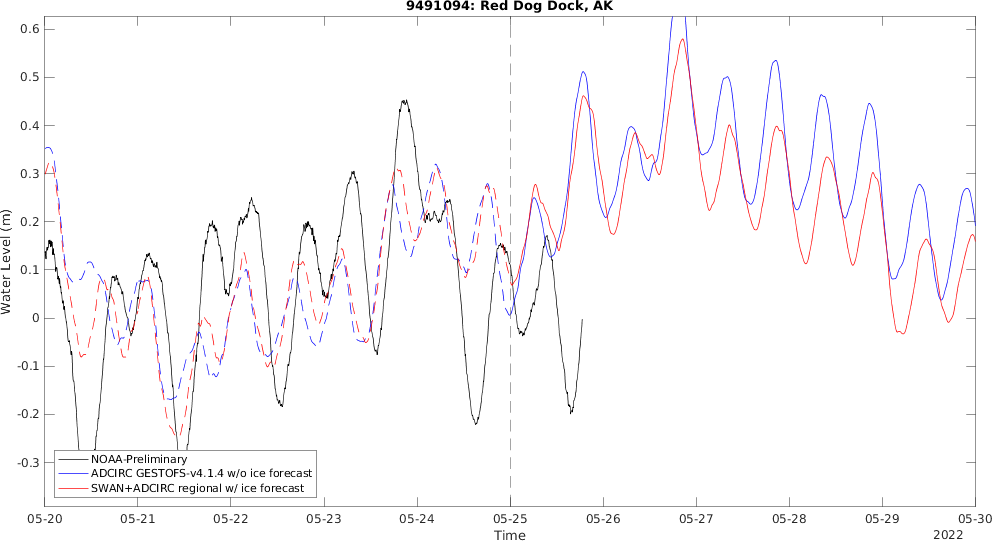 9491094: Red Dog Dock, AK
0.6
0.5
0.4
0.3
0.2
0.1
0
-0.1
-0.2
-0.3
Water Level (m)
NOAA-Preliminary
ADCIRC GESTOFS-v4.1.4 w/o ice forecast
SWAN+ADCIRC regional w/ ice forecast
05-20 05-21 05-22 05-23 05-24 05-25 05-26 05-27 05-28 05-29 05-30
Time
2022